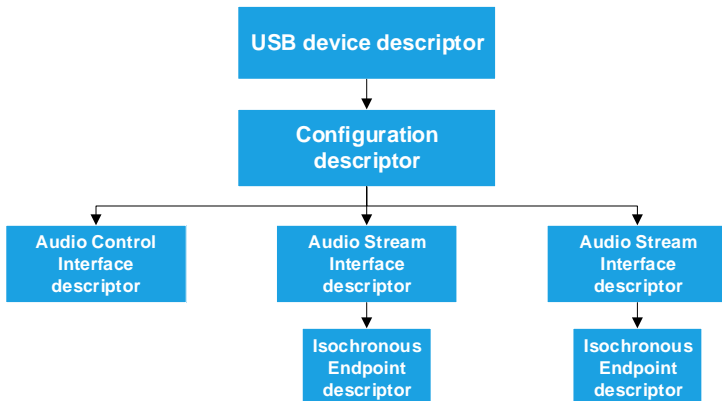 USB device descriptor
Configuration
descriptor
Audio Control
Interface
descriptor
Audio Stream
Interface
descriptor
Audio Stream
Interface
descriptor
Isochronous
Endpoint
descriptor
Isochronous
Endpoint
descriptor